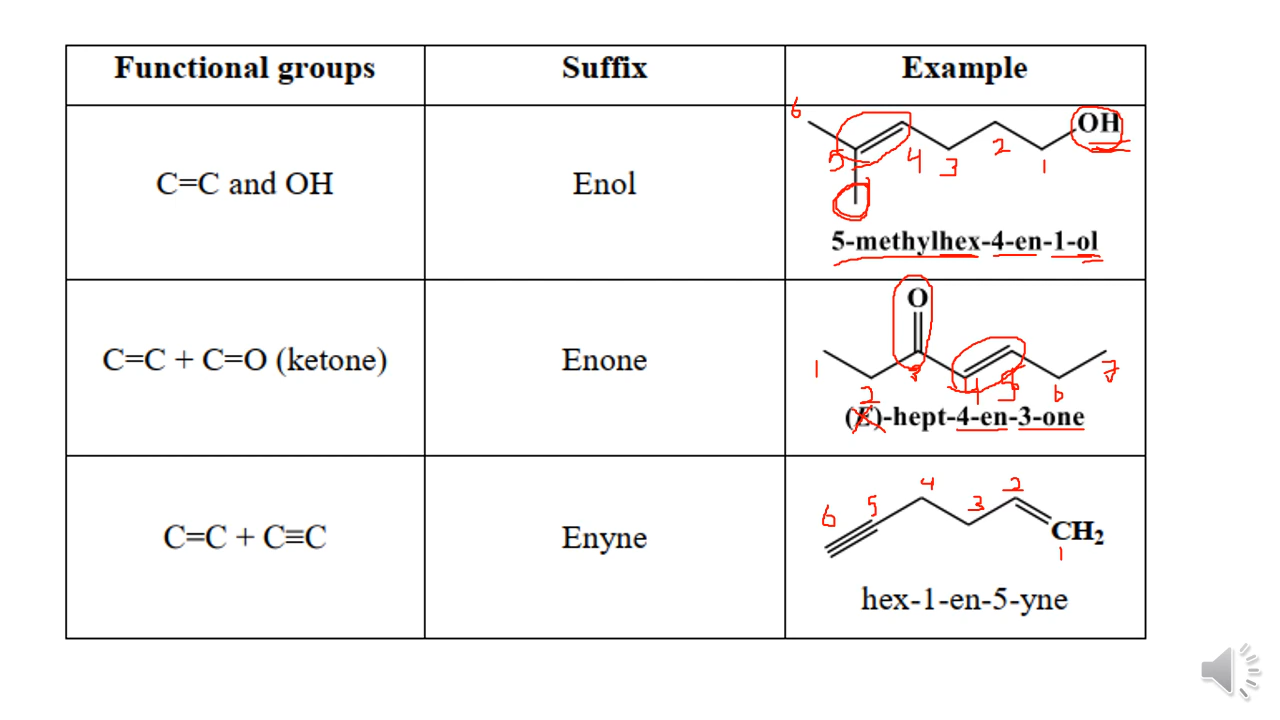 Functional groups Suffix Example
6 OH
5 4 3 2 1
C=C and OH Enol
5-methylhex-4-en-1-ol
O
C=C + C=O (ketone) Enone
1 2 3 4 5 6 7
(E)-hept-4-en-3-one
6 5 4 3 2
C=C + C≡C Enyne CH2
1
hex-1-en-5-yne